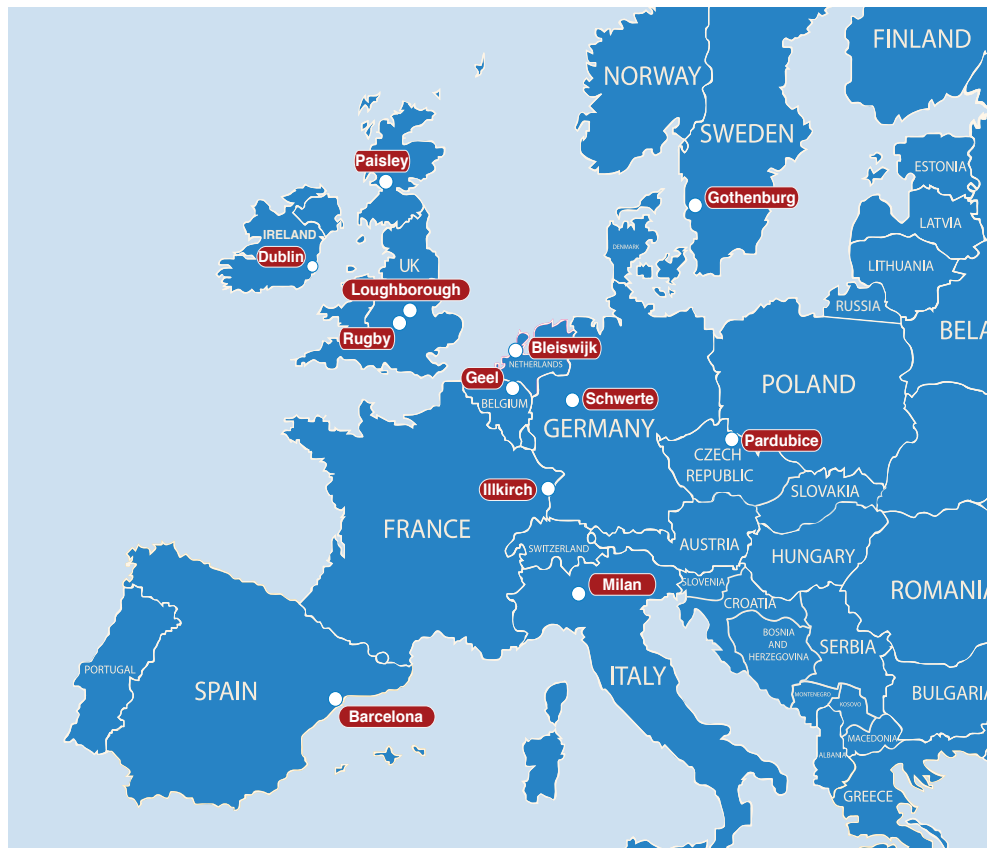 FINLAND
NORWAY
SWEDEN
Paisley
ESTONIA
Gothenburg
LATVIA
IRELAND
DENMARK
Dublin
UK
LITHUANIA
Loughborough
RUSSIA
Rugby
BELA
Bleiswijk
NETHERLANDS
Geel
POLAND
BELGIUM
Schwerte
GERMANY
Pardubice
CZECH
REPUBLIC
Illkirch
SLOVAKIA
FRANCE
SWITZERLAND
AUSTRIA
HUNGARY
Milan
SLOVENIA
ROMANIA
CROATIA
BOSNIA
AND
HERZEGOVINA
SERBIA
PORTUGAL
ITALY
SPAIN
MONTENEGRO
KOSOVO
BULGARIA
Barcelona
MACEDONIA
ALBANIA
GREECE